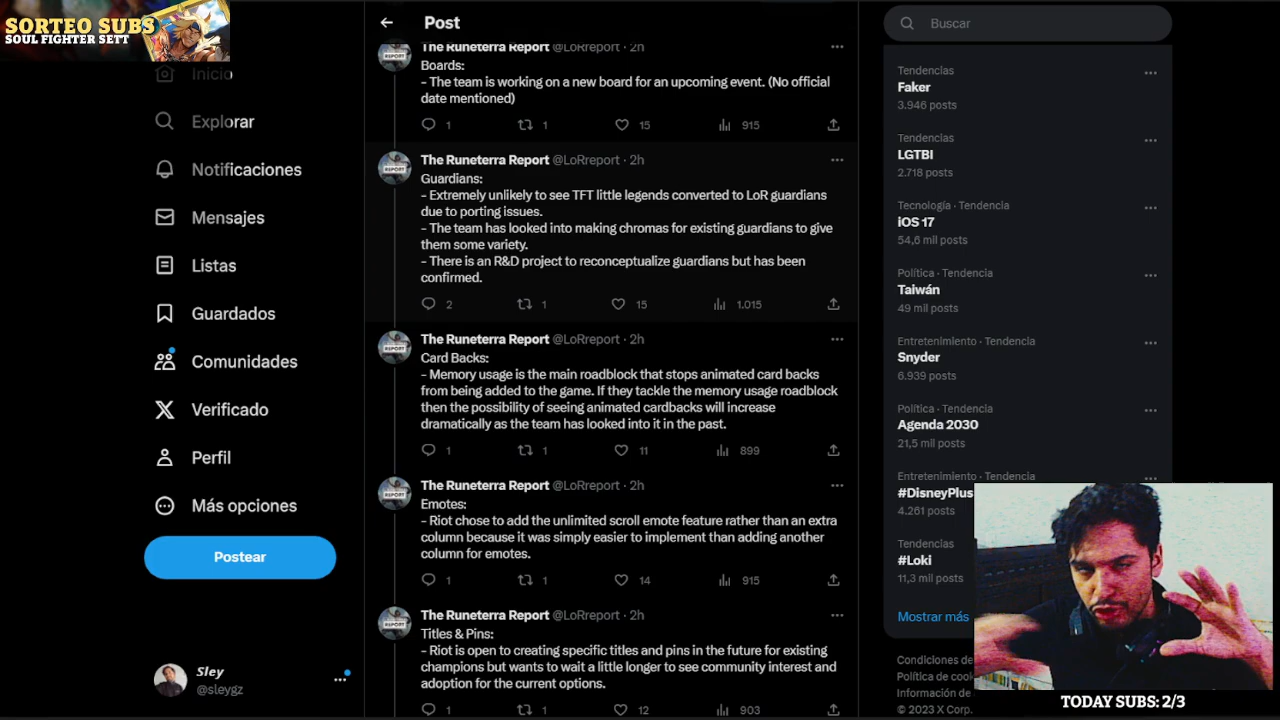 SORTEO SUBS
SOUL FIGHTER SETT
Inicio
Explorar
Notificaciones
Mensajes
Listas
Guardados
Comunidades
Verificado
Perfil
Más opciones
Postear
Sley
@sleygz
Post
The Runeterra Report @LoRreport · 2h
Boards:
- The team is working on a new board for an upcoming event. (No official
date mentioned)
1 1 15 915
The Runeterra Report @LoRreport · 2h
Guardians:
- Extremely unlikely to see TFT little legends converted to LoR guardians
due to porting issues.
- The team has looked into making chromas for existing guardians to give
them some variety.
- There is an R&D project to reconceptualize guardians but has been
confirmed.
2 1 15 1.015
The Runeterra Report @LoRreport · 2h
Card Backs:
- Memory usage is the main roadblock that stops animated card backs
from being added to the game. If they tackle the memory usage roadblock
then the possibility of seeing animated cardbacks will increase
dramatically as the team has looked into it in the past.
1 1 11 899
The Runeterra Report @LoRreport · 2h
Emotes:
- Riot chose to add the unlimited scroll emote feature rather than an extra
column because it was simply easier to implement than adding another
column for emotes.
1 1 14 915
The Runeterra Report @LoRreport · 2h
Titles & Pins:
- Riot is open to creating specific titles and pins in the future for existing
champions but wants to wait a little longer to see community interest and
adoption for the current options.
1 1 12 903
Buscar
Tendencias
Faker
3.946 posts
Tendencias
LGTBI
2.718 posts
Tecnología · Tendencia
iOS 17
54,6 mil posts
Política · Tendencia
Taiwán
49 mil posts
Entretenimiento · Tendencia
Snyder
6.939 posts
Política · Tendencia
Agenda 2030
21,5 mil posts
Entretenimiento · Tendencia
#DisneyPlus
4.261 posts
Tendencias
#Loki
11,3 mil posts
Mostrar más
Condiciones de
Política de cook
Información de
© 2023 X Corp.
TODAY SUBS: 2/3